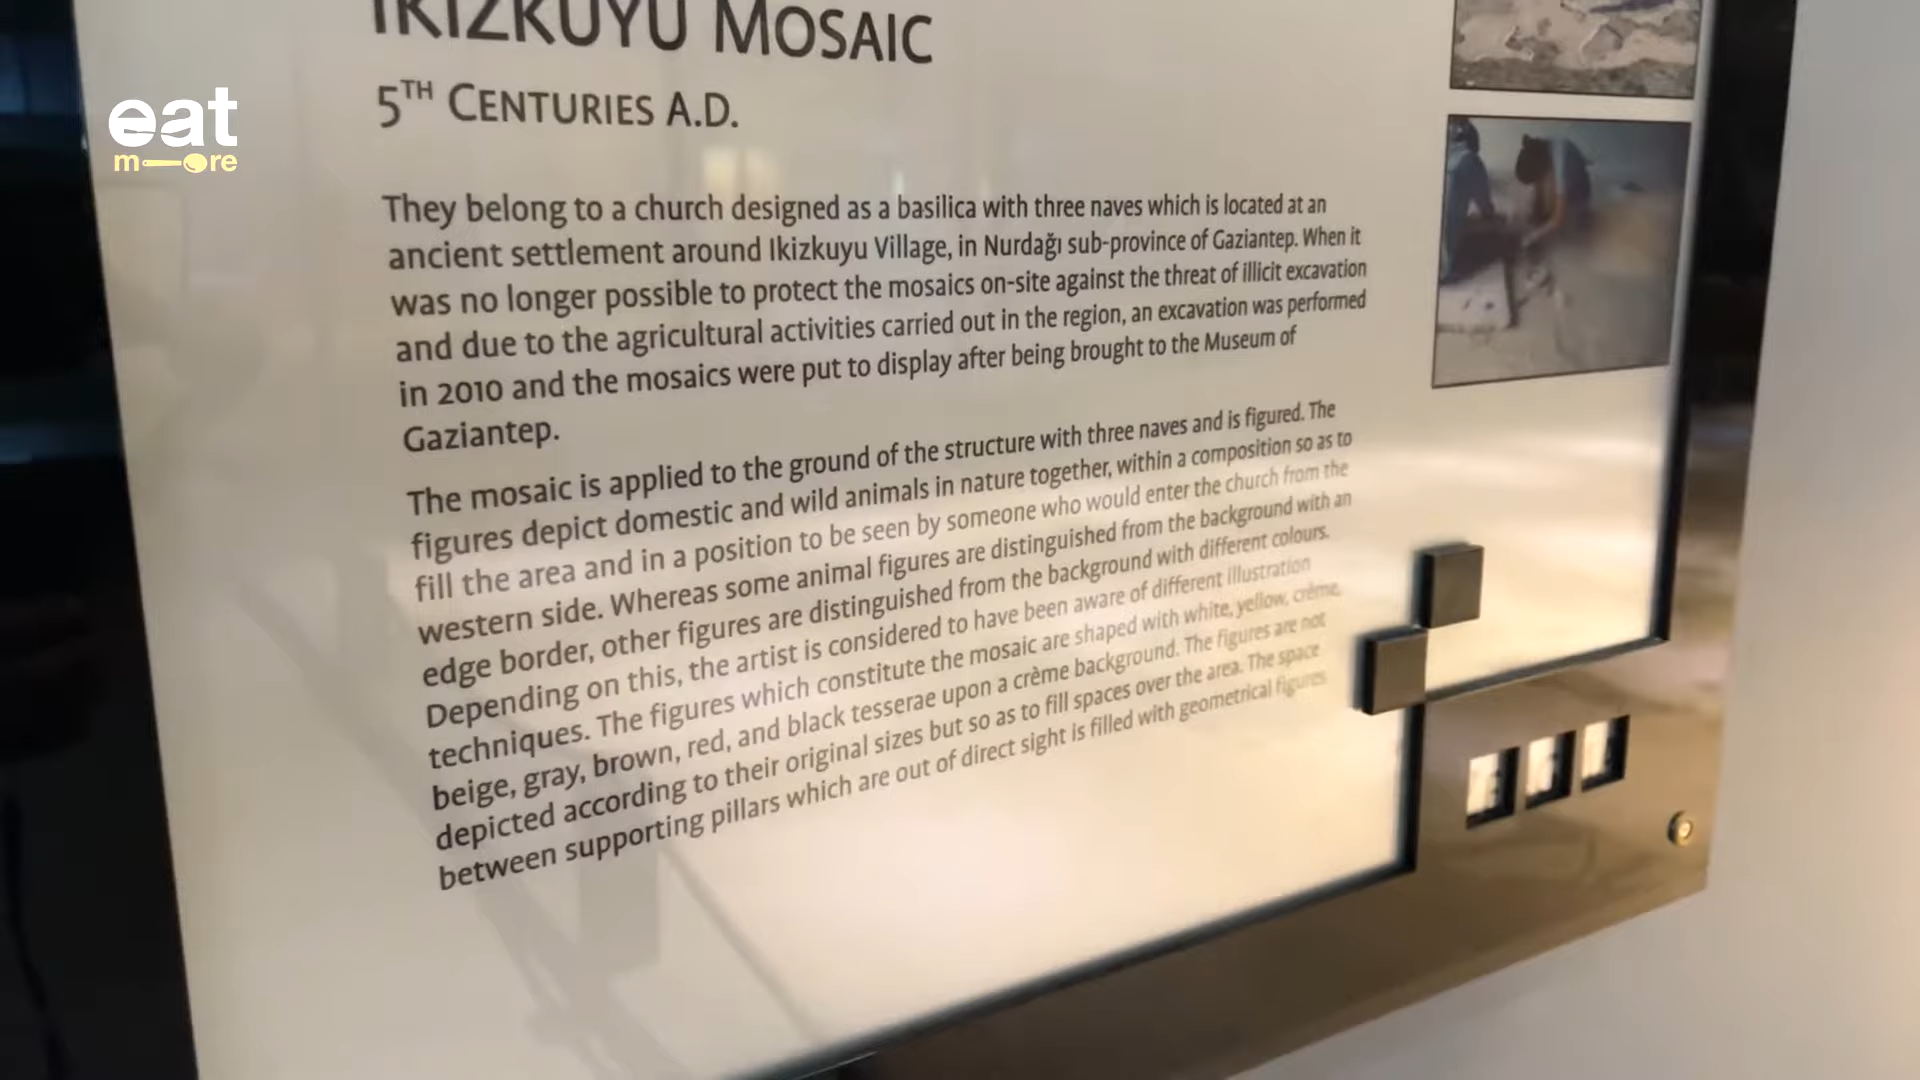 IKIZKUYU MOSAIC
5TH CENTURIES A.D.
eat
more
They belong to a church designed as a basilica with three naves which is located at an
ancient settlement around Ikizkuyu Village, in Nurdağı sub-province of Gaziantep. When it
was no longer possible to protect the mosaics on-site against the threat of illicit excavation
and due to the agricultural activities carried out in the region, an excavation was performed
in 2010 and the mosaics were put to display after being brought to the Museum of
Gaziantep.
The mosaic is applied to the ground of the structure with three naves and is figured. The
figures depict domestic and wild animals in nature together, within a composition so as to
fill the area and in a position to be seen by someone who would enter the church from the
western side. Whereas some animal figures are distinguished from the background with an
edge border, other figures are distinguished from the background with different colours.
Depending on this, the artist is considered to have been aware of different illustration
techniques. The figures which constitute the mosaic are shaped with white, yellow, crème,
beige, gray, brown, red, and black tesserae upon a crème background. The figures are not
depicted according to their original sizes but so as to fill spaces over the area. The space
between supporting pillars which are out of direct sight is filled with geometrical figures